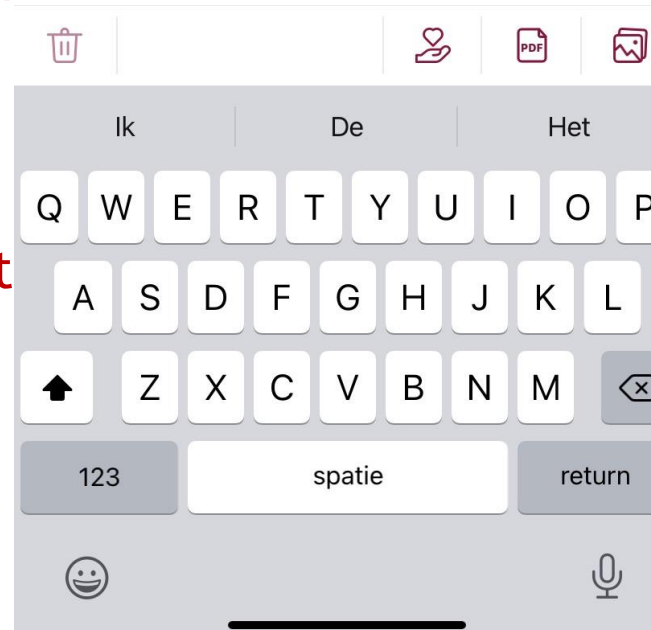 PDF
Ik De Het
Q W E R T Y U I O P
t
A S D F G H J K L
Z X C V B N M
123 spatie return